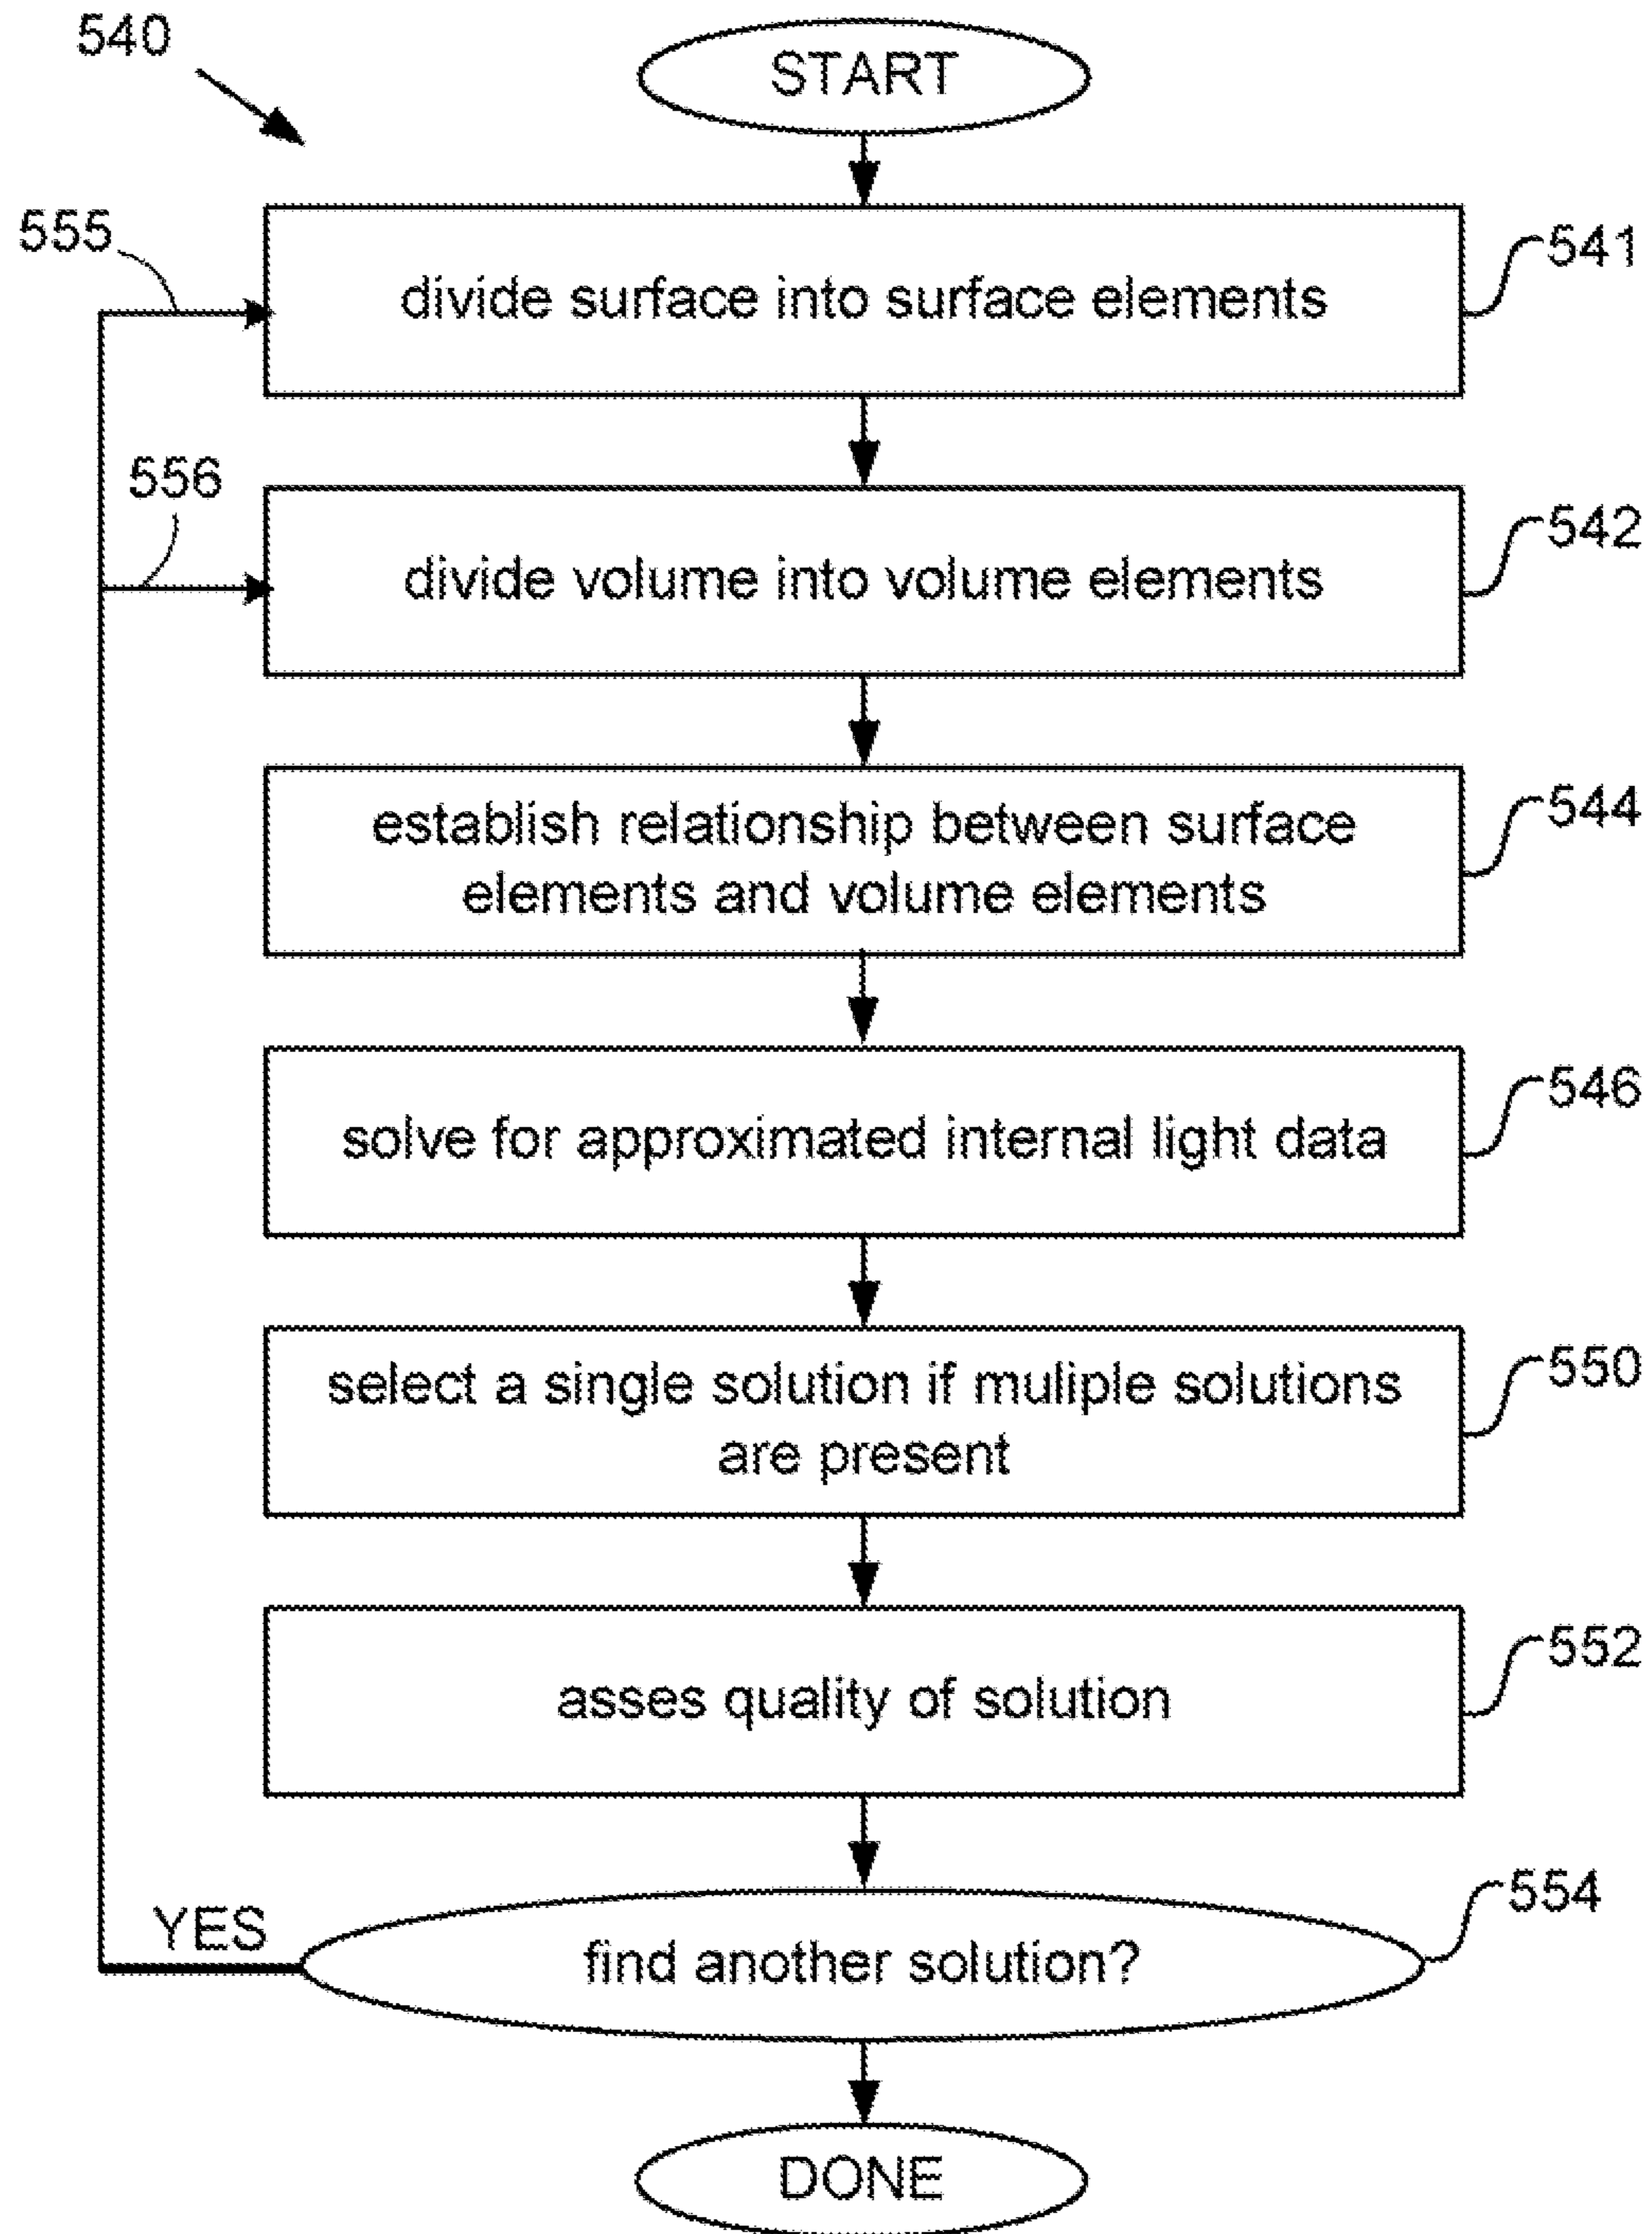 540
START
555
divide surface into surface elements
541
556
divide volume into volume elements
542
establish relationship between surface
elements and volume elements
544
solve for approximated internal light data
546
select a single solution if muliple solutions
are present
550
asses quality of solution
552
YES
find another solution?
554
DONE